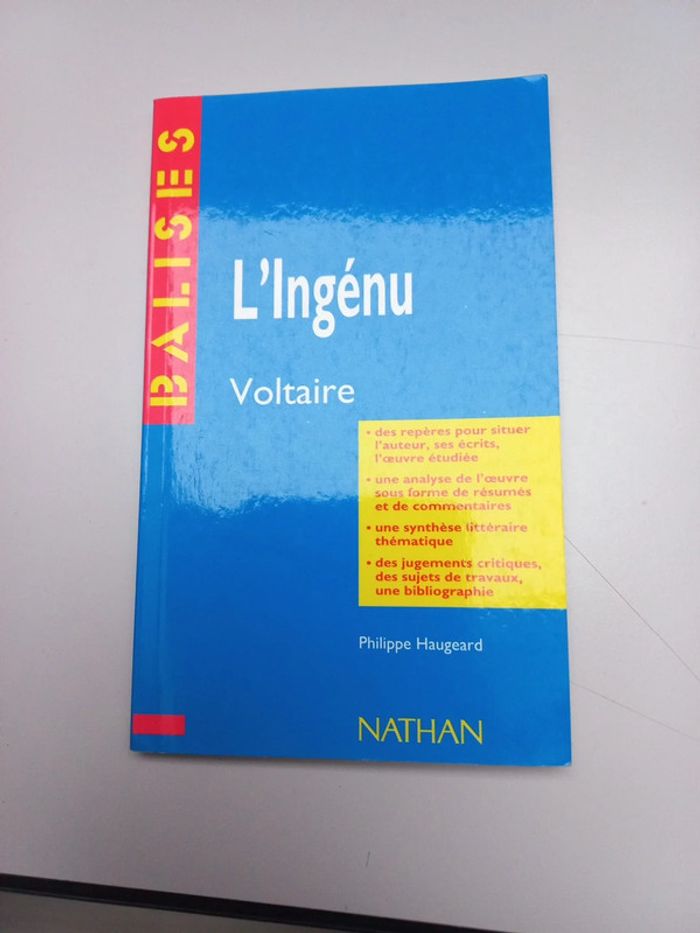 BALISES
L'Ingénu
Voltaire
• des repères pour situer
l'auteur, ses écrits,
l'œuvre étudiée
• une analyse de l'œuvre
sous forme de résumés
et de commentaires
• une synthèse littéraire
thématique
• des jugements critiques,
des sujets de travaux,
une bibliographie
Philippe Haugeard
NATHAN